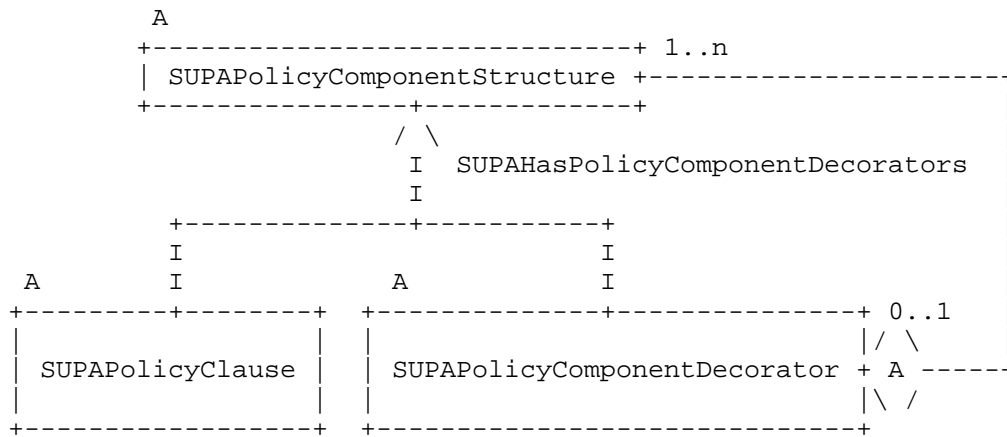 A
1..n
SUPAPolicyComponentStructure
SUPAHasPolicyComponentDecorators
I
I
I I
A I A I
0..1
SUPAPolicyClause SUPAPolicyComponentDecorator A